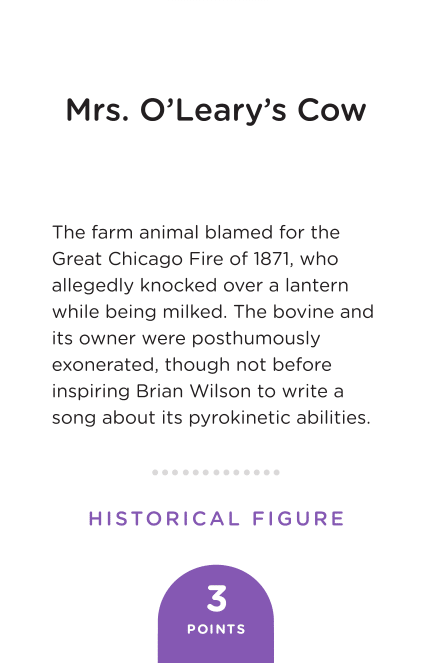 Mrs. O’Leary’s Cow
The farm animal blamed for the
Great Chicago Fire of 1871, who
allegedly knocked over a lantern
while being milked. The bovine and
its owner were posthumously
exonerated, though not before
inspiring Brian Wilson to write a
song about its pyrokinetic abilities.
HISTORICAL FIGURE
3
POINTS